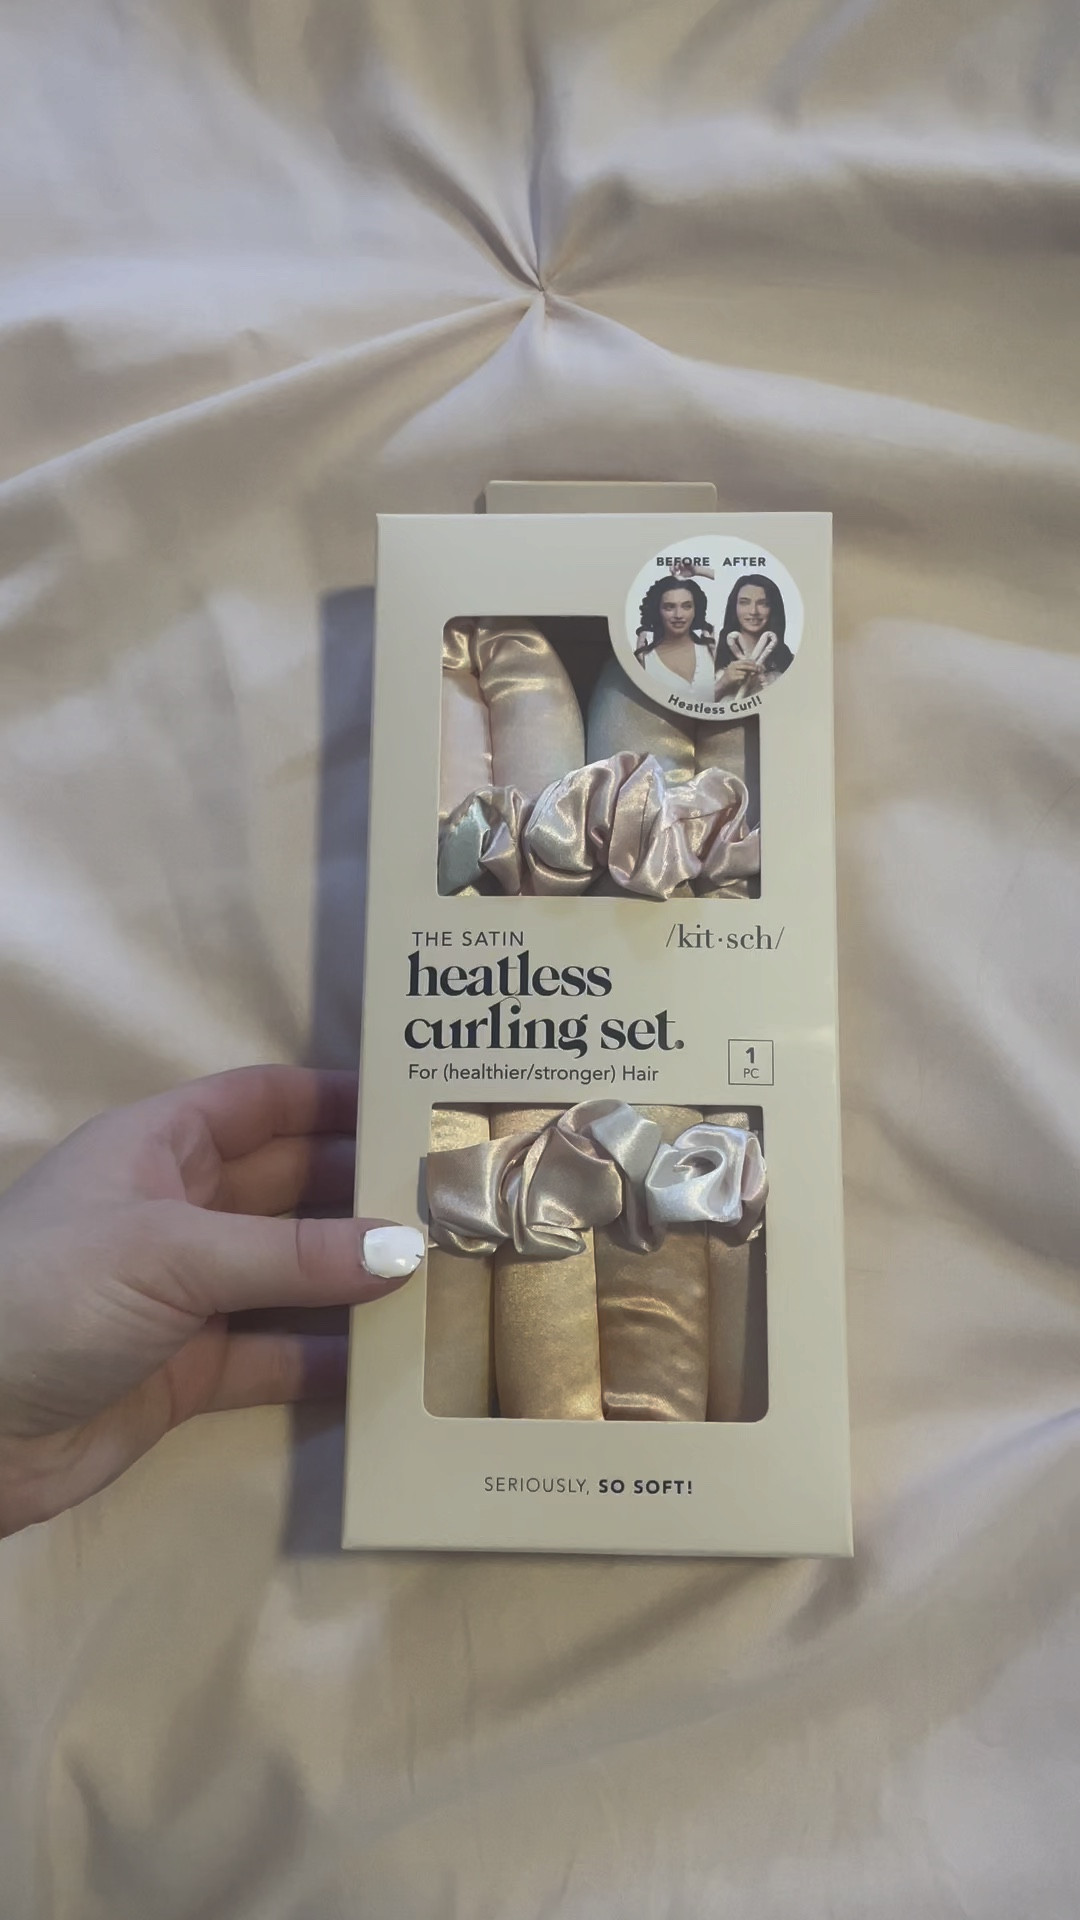 BEFORE AFTER
Heatless Curl!
THE SATIN
/kit·sch/
heatless
curling set.
For (healthier/stronger) Hair
1
PC
SERIOUSLY, SO SOFT!